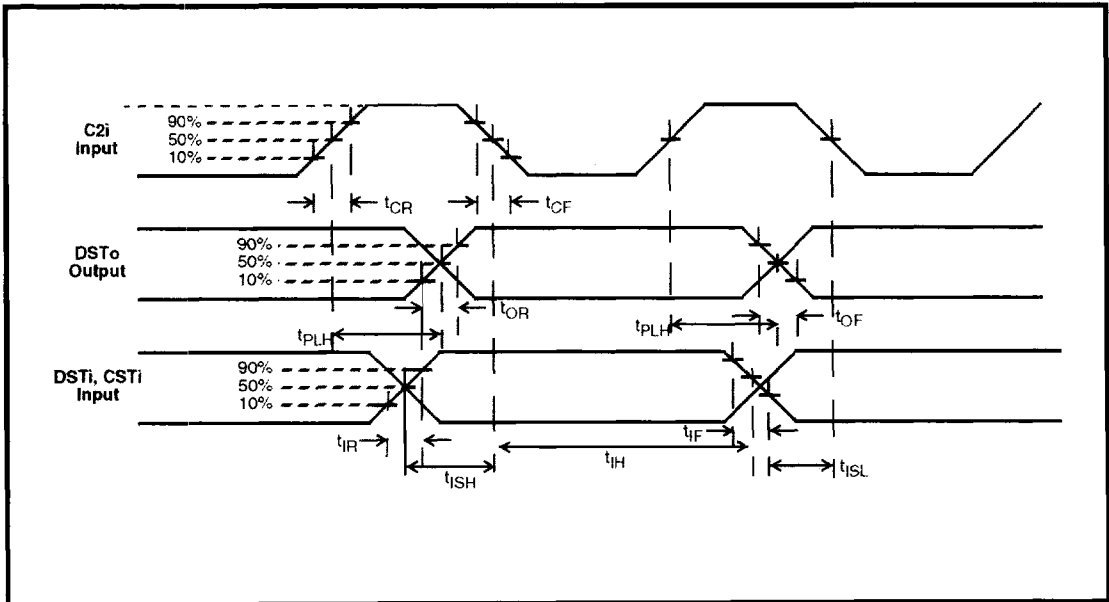 C2i
Input
90%
50%
10%
tCR
tCF
DSTo
Output
90%
50%
10%
tOR
tPLH
tPLH
tOF
DSTi, CSTi
Input
90%
50%
10%
tIR
tISH
tIH
tIF
tISL